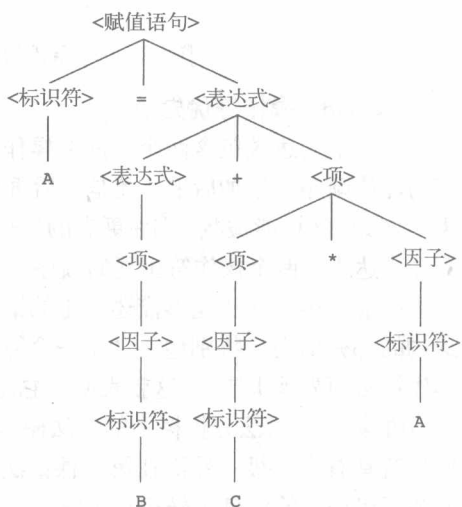 <赋值语句>
<标识符> = <表达式>
A <表达式> + <项>
<项> <项> * <因子>
<因子> <因子> <标识符>
<标识符> <标识符> A
B C